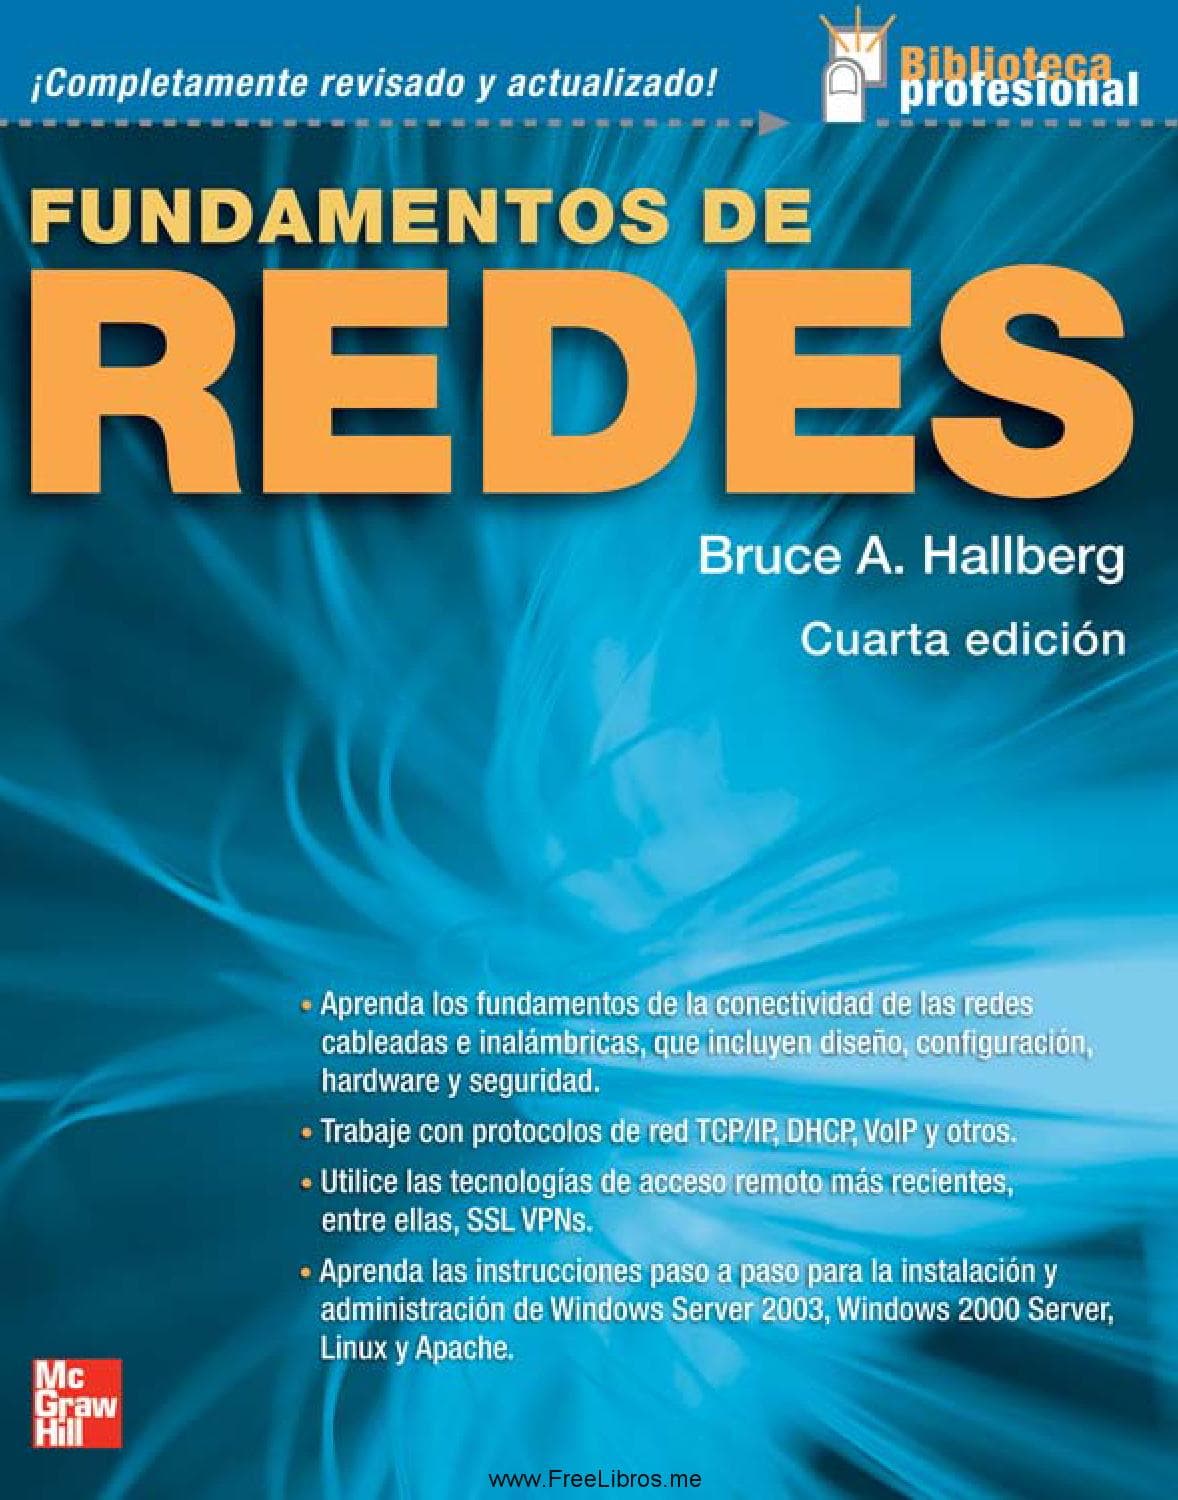 ¡Completamente revisado y actualizado!
Biblioteca
profesional
FUNDAMENTOS DE
REDES
Bruce A. Hallberg
Cuarta edición
• Aprenda los fundamentos de la conectividad de las redes
cableadas e inalámbricas, que incluyen diseño, configuración,
hardware y seguridad.
• Trabaje con protocolos de red TCP/IP, DHCP, VoIP y otros.
• Utilice las tecnologías de acceso remoto más recientes,
entre ellas, SSL VPNs.
• Aprenda las instrucciones paso a paso para la instalación y
administración de Windows Server 2003, Windows 2000 Server,
Linux y Apache.
Mc
Graw
Hill
www.FreeLibros.me